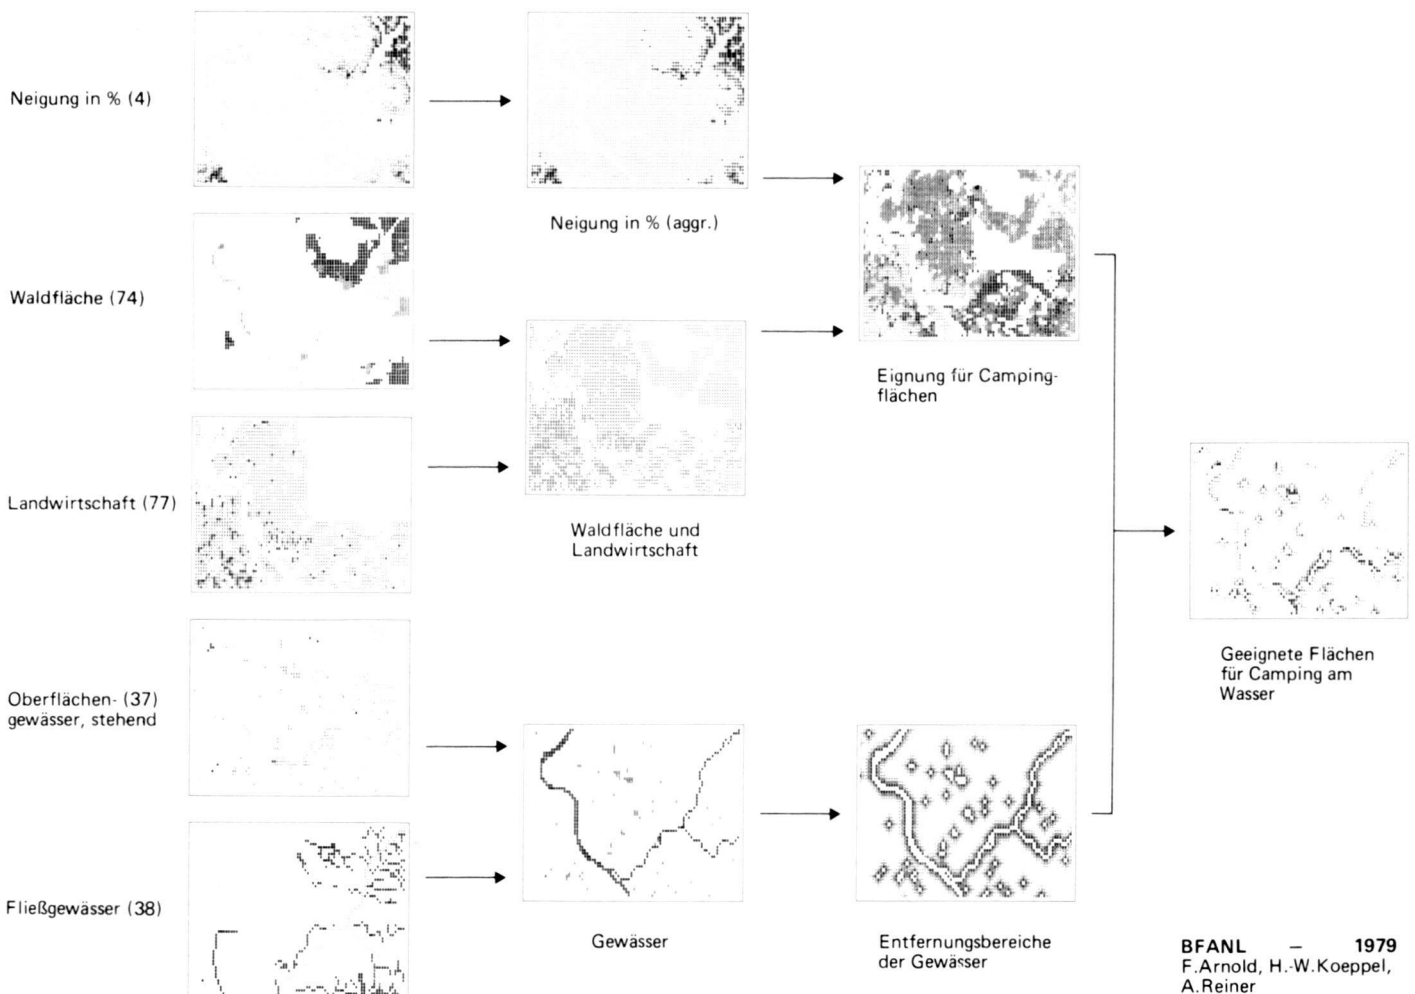 Neigung in % (4)
Neigung in % (aggr.)
Waldfläche (74)
Eignung für Camping-
flächen
Landwirtschaft (77)
Waldfläche und
Landwirtschaft
Geeignete Flächen
für Camping am
Wasser
Oberflächen- (37)
gewässer, stehend
Fließgewässer (38)
Gewässer
Entfernungsbereiche
der Gewässer
BFANL – 1979
F.Arnold, H.-W.Koeppel,
A.Reiner